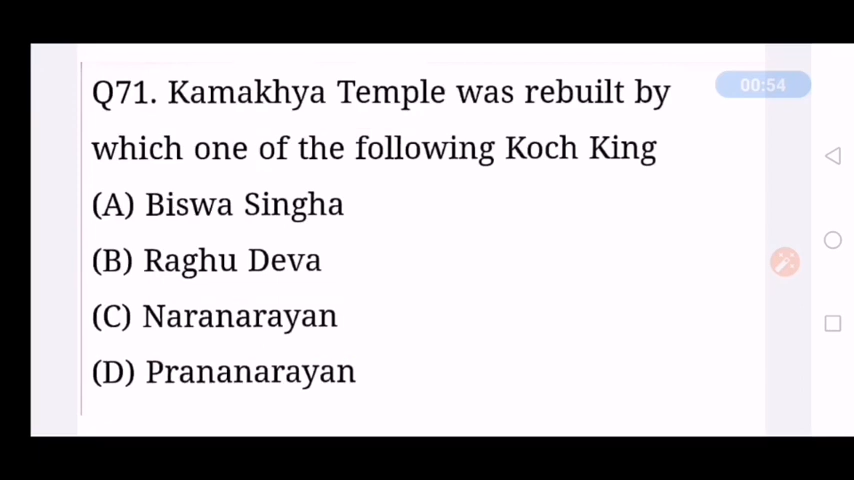 Q71. Kamakhya Temple was rebuilt by
00:54
which one of the following Koch King
(A) Biswa Singha
(B) Raghu Deva
(C) Naranarayan
(D) Prananarayan